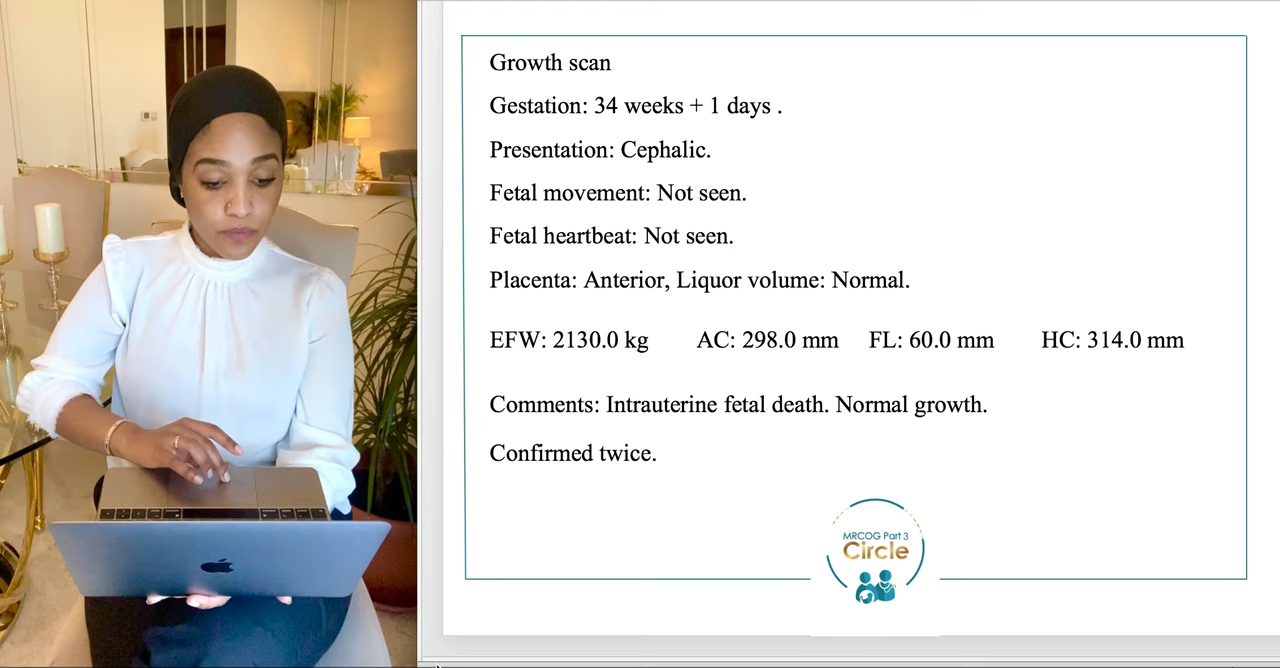 Growth scan
Gestation: 34 weeks + 1 days .
Presentation: Cephalic.
Fetal movement: Not seen.
Fetal heartbeat: Not seen.
Placenta: Anterior, Liquor volume: Normal.
EFW: 2130.0 kg AC: 298.0 mm FL: 60.0 mm HC: 314.0 mm
Comments: Intrauterine fetal death. Normal growth.
Confirmed twice.
MRCOG Part 3
Circle